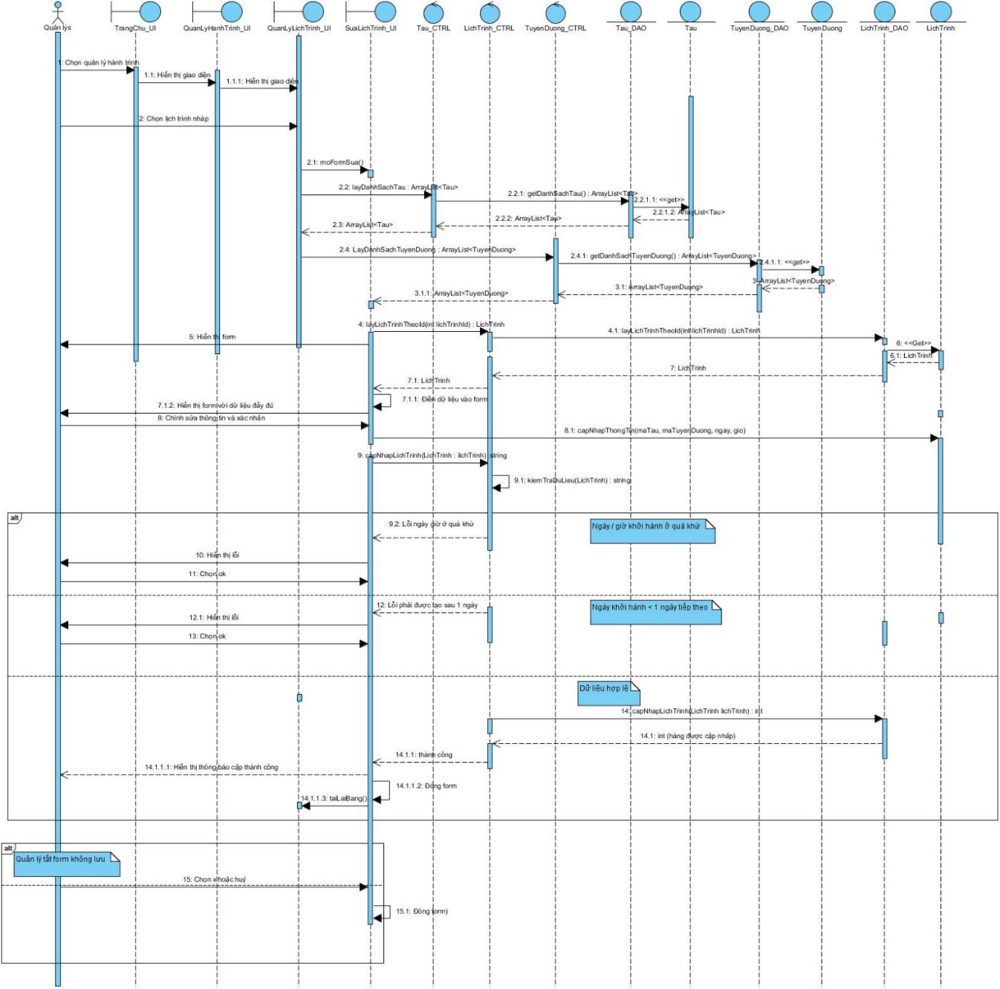 Quản lýs
TrangChu_UI
QuanLyHanhTrinh_UI
QuanLyLichTrinh_UI
SuaLichTrinh_UI
Tau_CTRL
LichTrinh_CTRL
TuyenDuong_CTRL
Tau_DAO
Tau
TuyenDuong_DAO
TuyenDuong
LichTrinh_DAO
LichTrinh
1: Chọn quản lý hành trình
1.1: Hiển thị giao diện
1.1.1: Hiển thị giao diện
2: Chọn lịch trình nháp
2.1: moFormSua()
2.2: layDanhSachTau : ArrayList<Tau>
2.2.1: getDanhSachTau() : ArrayList<Tau>
2.2.1.1: <<get>>
2.2.1.2: ArrayList<Tau>
2.2.2: ArrayList<Tau>
2.3: ArrayList<Tau>
2.4: LayDanhSachTuyenDuong : ArrayList<TuyenDuong>
2.4.1: getDanhSachTuyenDuong() : ArrayList<TuyenDuong>
2.4.1.1: <<get>>
3: ArrayList<TuyenDuong>
3.1: ArrayList<TuyenDuong>
3.1.1: ArrayList<TuyenDuong>
4: layLichTrinhTheoId(int lichTrinhId) : LichTrinh
4.1: layLichTrinhTheoId(int lichTrinhId) : LichTrinh
5: Hiển thị form
6: <<Get>>
6.1: LichTrinh
7: LichTrinh
7.1: LichTrinh
7.1.1: Điền dữ liệu vào form
7.1.2: Hiển thị form với dữ liệu đầy đủ
8: Chỉnh sửa thông tin và xác nhân
8.1: capNhapThongTin(maTau, maTuyenDuong, ngay, gio)
9: capNhapLichTrinh(LichTrinh : lichTrinh) :string
9.1: kiemTraDuLieu(LichTrinh) : string
alt
Ngày / giờ khởi hành ở quá khứ
9.2: Lỗi ngày giờ ở quá khứ
10: Hiển thị lỗi
11: Chọn ok
Ngày khởi hành < 1 ngày tiếp theo
12: Lỗi phải được tạo sau 1 ngày
12.1: Hiển thị lỗi
13: Chọn ok
Dữ liệu hợp lệ
14: capNhapLichTrinh(LichTrinh lichTrinh) : int
14.1: int (hàng được cập nháp)
14.1.1: thành công
14.1.1.1: Hiển thị thông báo cập thành công
14.1.1.2: Đóng form
14.1.1.3: taiLaiBang()
alt
Quản lý tắt form không lưu
15: Chọn x hoặc huỷ
15.1: Đóng form)